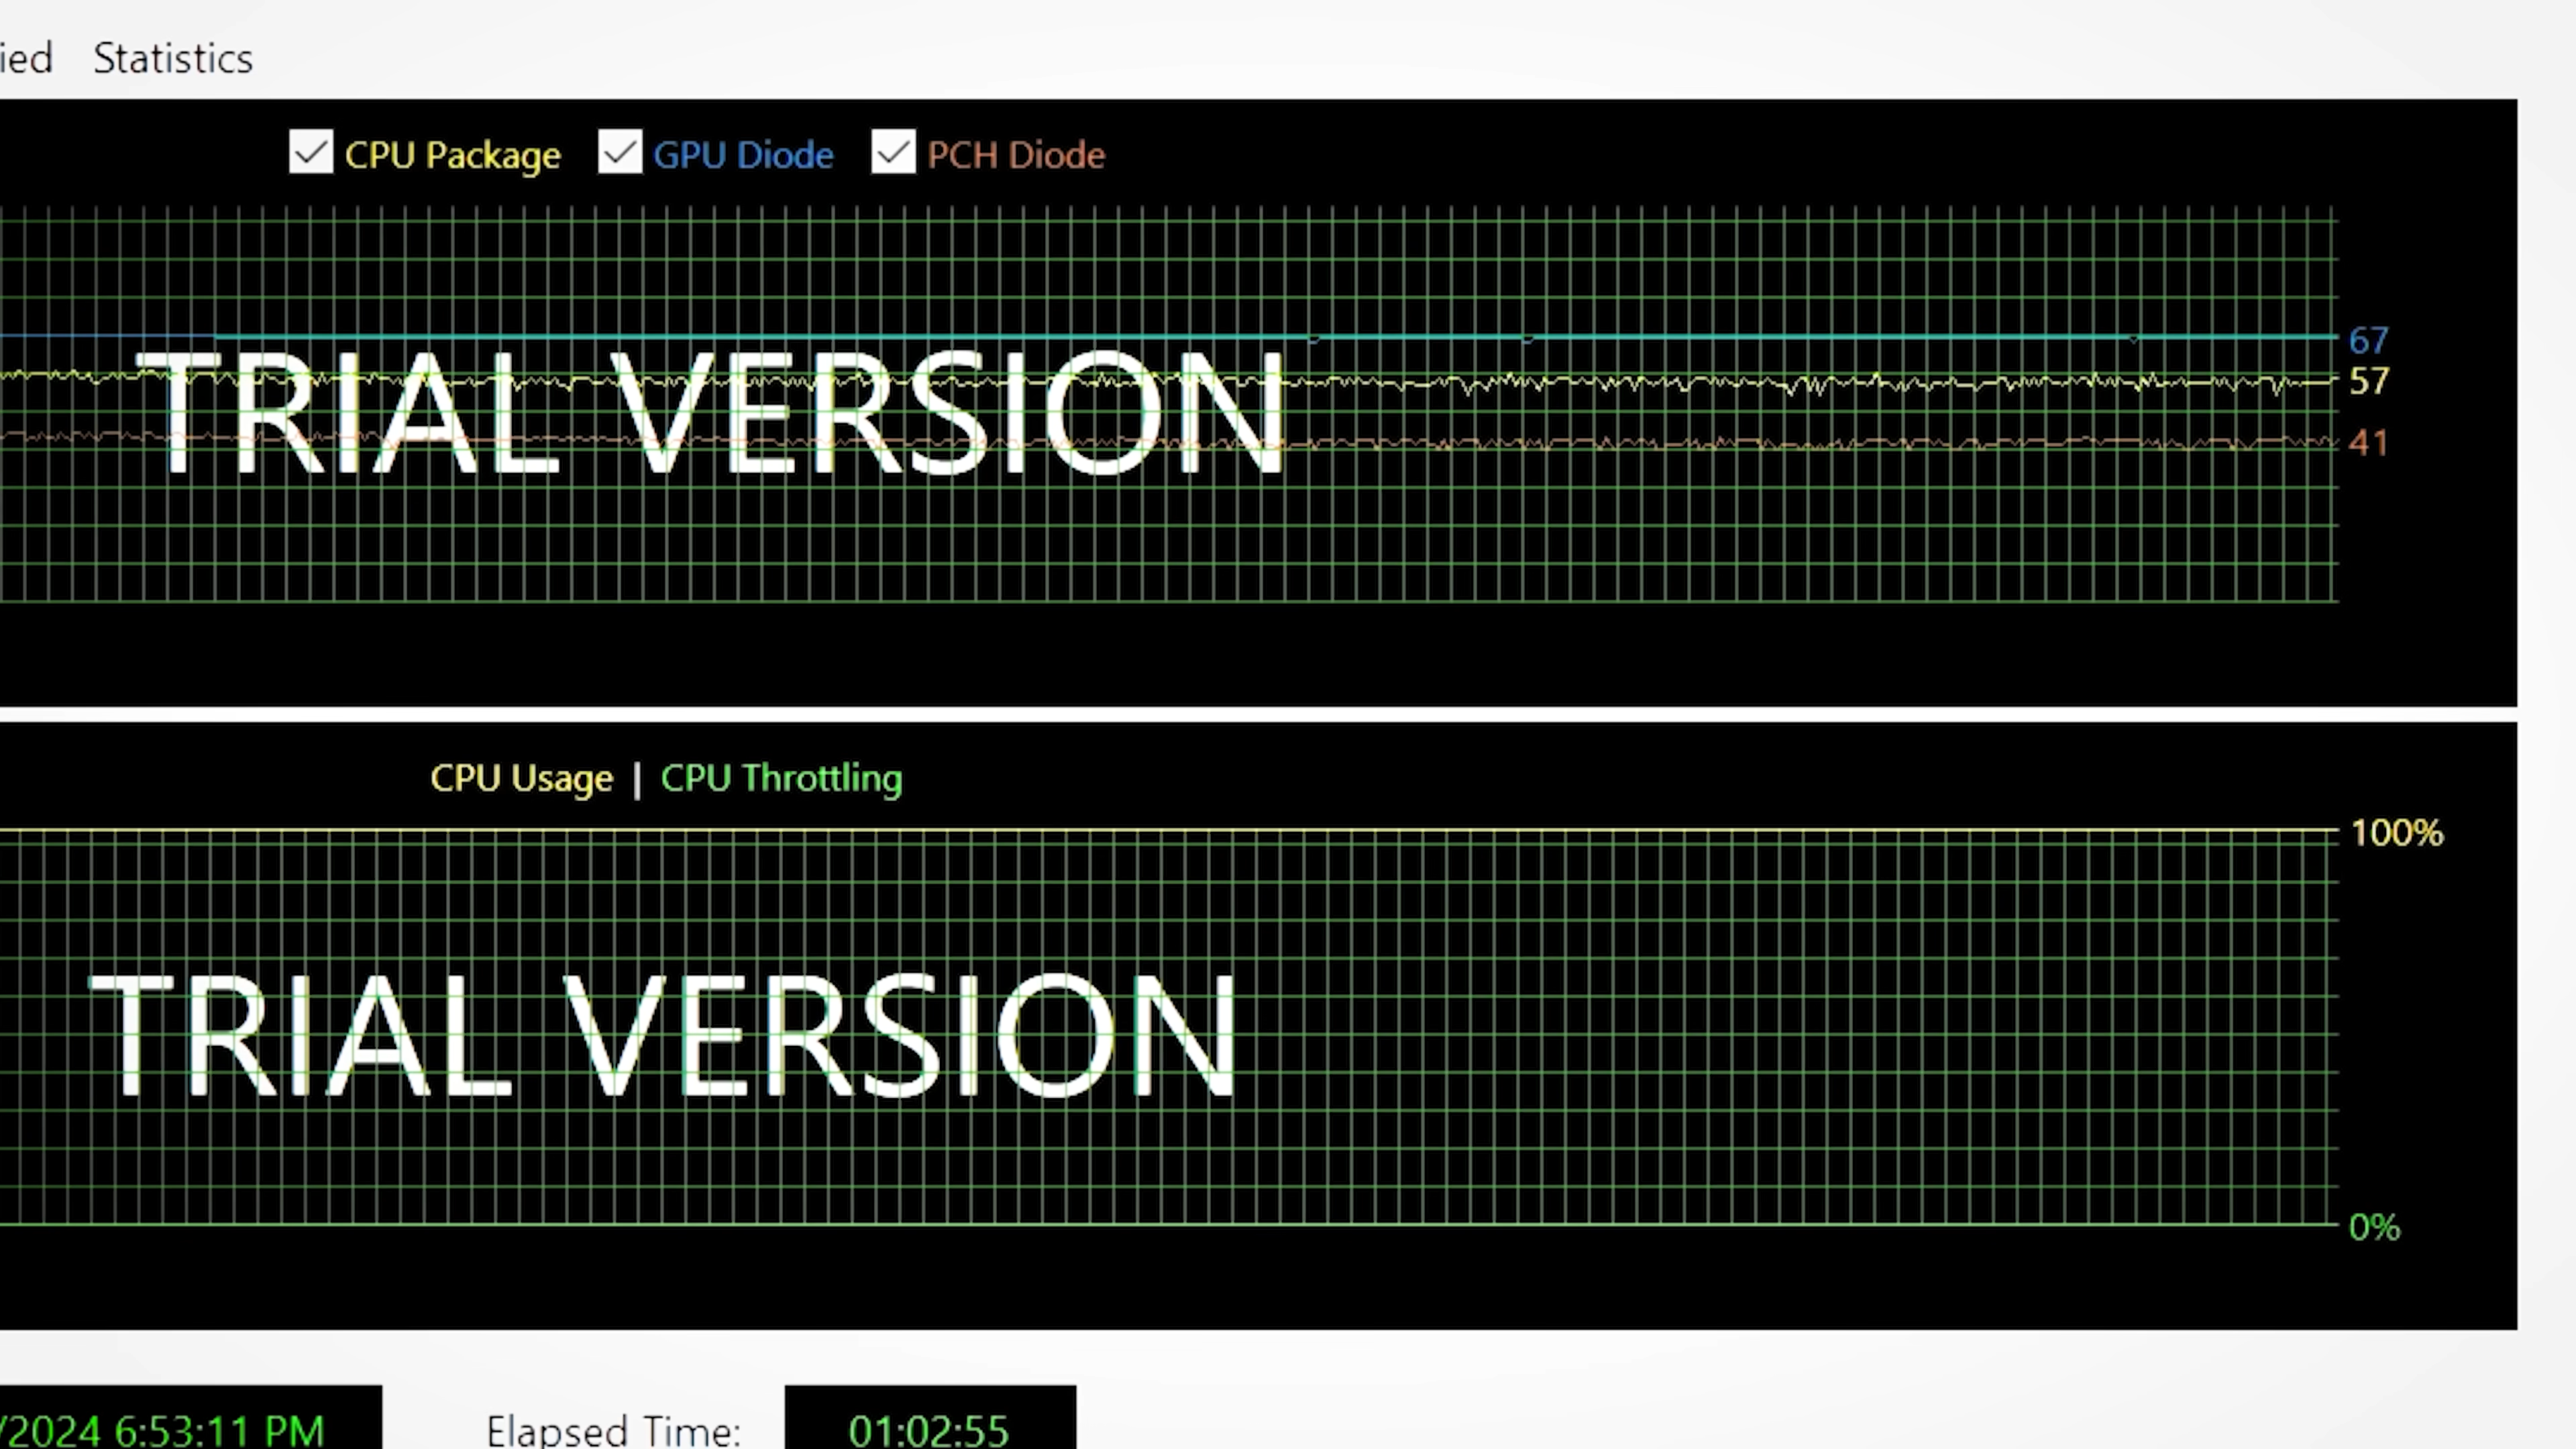 ied Statistics
CPU Package GPU Diode PCH Diode
67
TRIAL VERSION
57
41
CPU Usage | CPU Throttling
100%
TRIAL VERSION
0%
/2024 6:53:11 PM Elapsed Time: 01:02:55